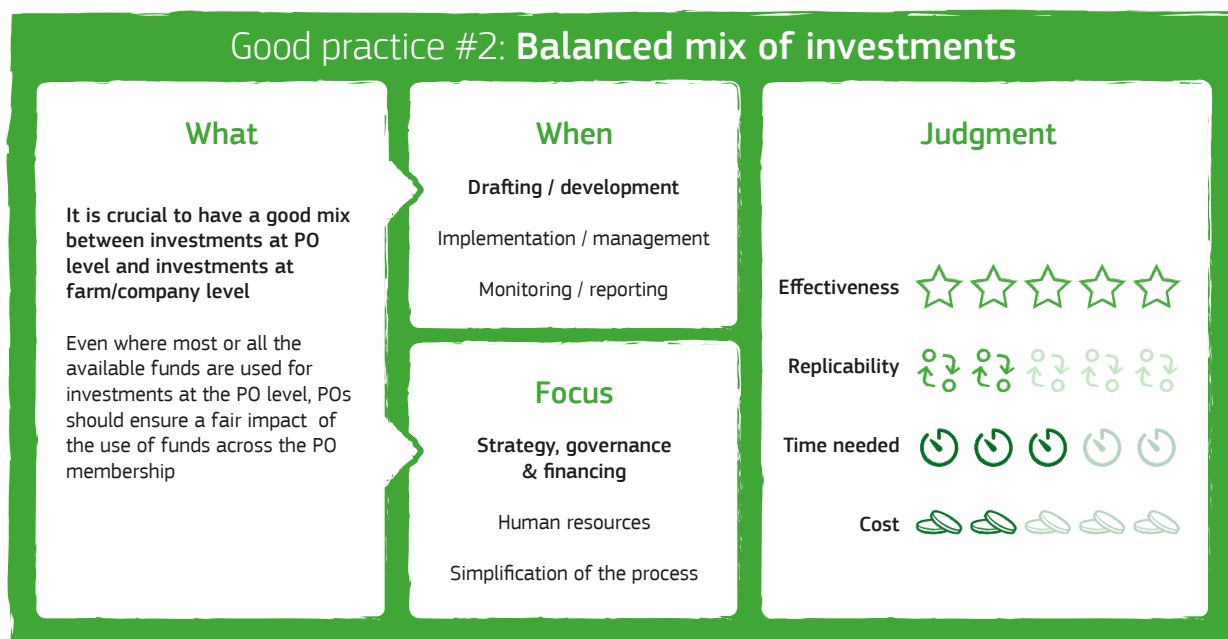 Good practice #2: Balanced mix of investments
What
It is crucial to have a good mix
between investments at PO
level and investments at
farm/company level
Even where most or all the
available funds are used for
investments at the PO level, POs
should ensure a fair impact of
the use of funds across the PO
membership
When
Drafting / development
Implementation / management
Monitoring / reporting
Focus
Strategy, governance
& financing
Human resources
Simplification of the process
Judgment
Effectiveness
Replicability
Time needed
Cost